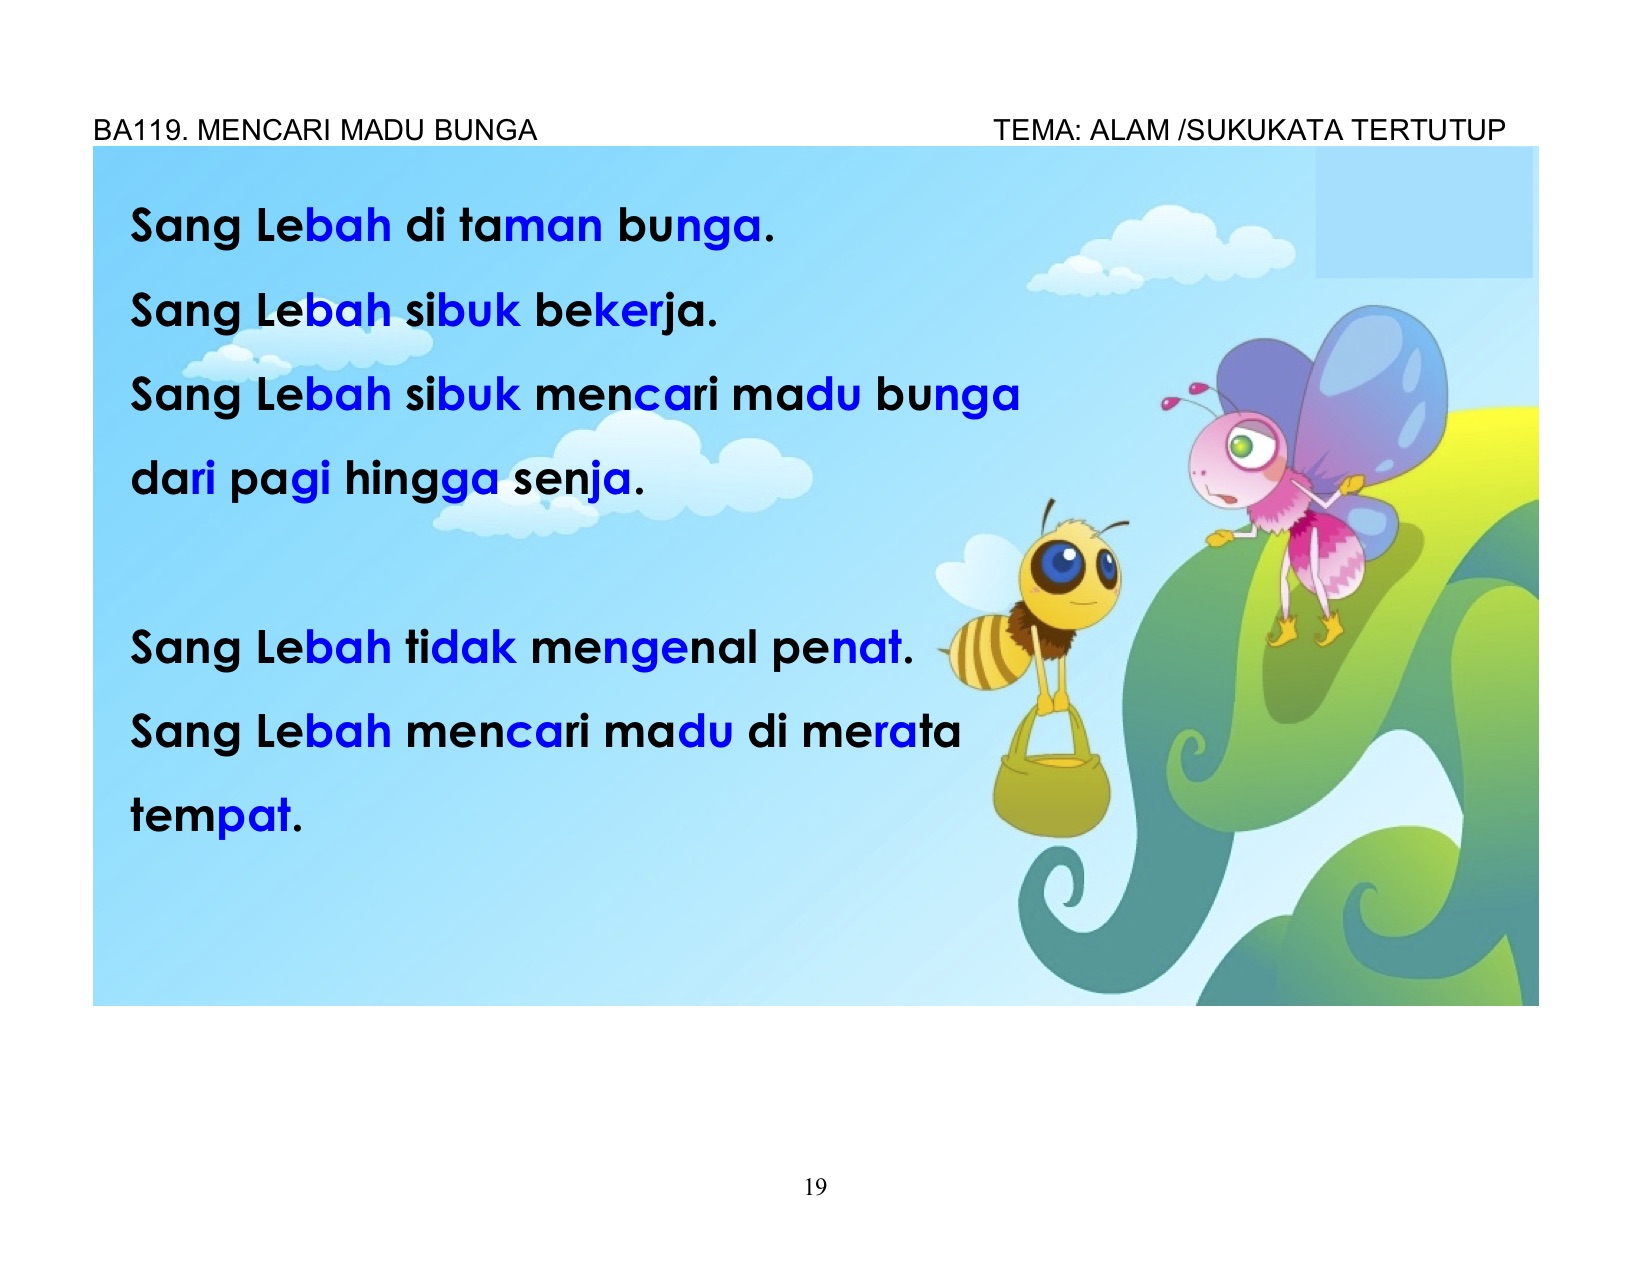 BA119. MENCARI MADU BUNGA TEMA: ALAM /SUKUKATA TERTUTUP
Sang Lebah di taman bunga.
Sang Lebah sibuk bekerja.
Sang Lebah sibuk mencari madu bunga
dari pagi hingga senja.
Sang Lebah tidak mengenal penat.
Sang Lebah mencari madu di merata
tempat.
19